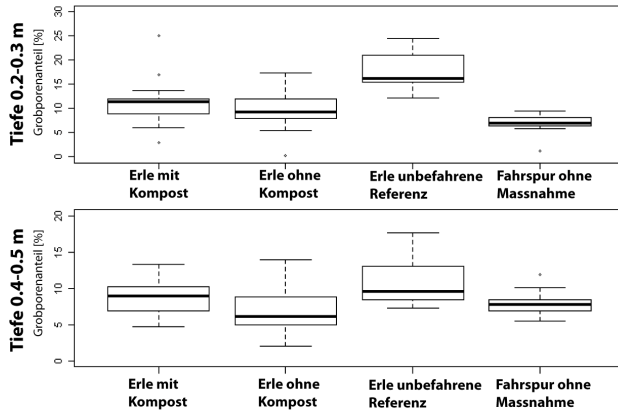 Tiefe 0.2-0.3 m
Grobporenanteil [%]
30
25
20
15
10
5
0
Erle mit
Kompost
Erle ohne
Kompost
Erle unbefahrene
Referenz
Fahrspur ohne
Massnahme
Tiefe 0.4-0.5 m
Grobporenanteil [%]
20
15
10
5
0
Erle mit
Kompost
Erle ohne
Kompost
Erle unbefahrene
Referenz
Fahrspur ohne
Massnahme